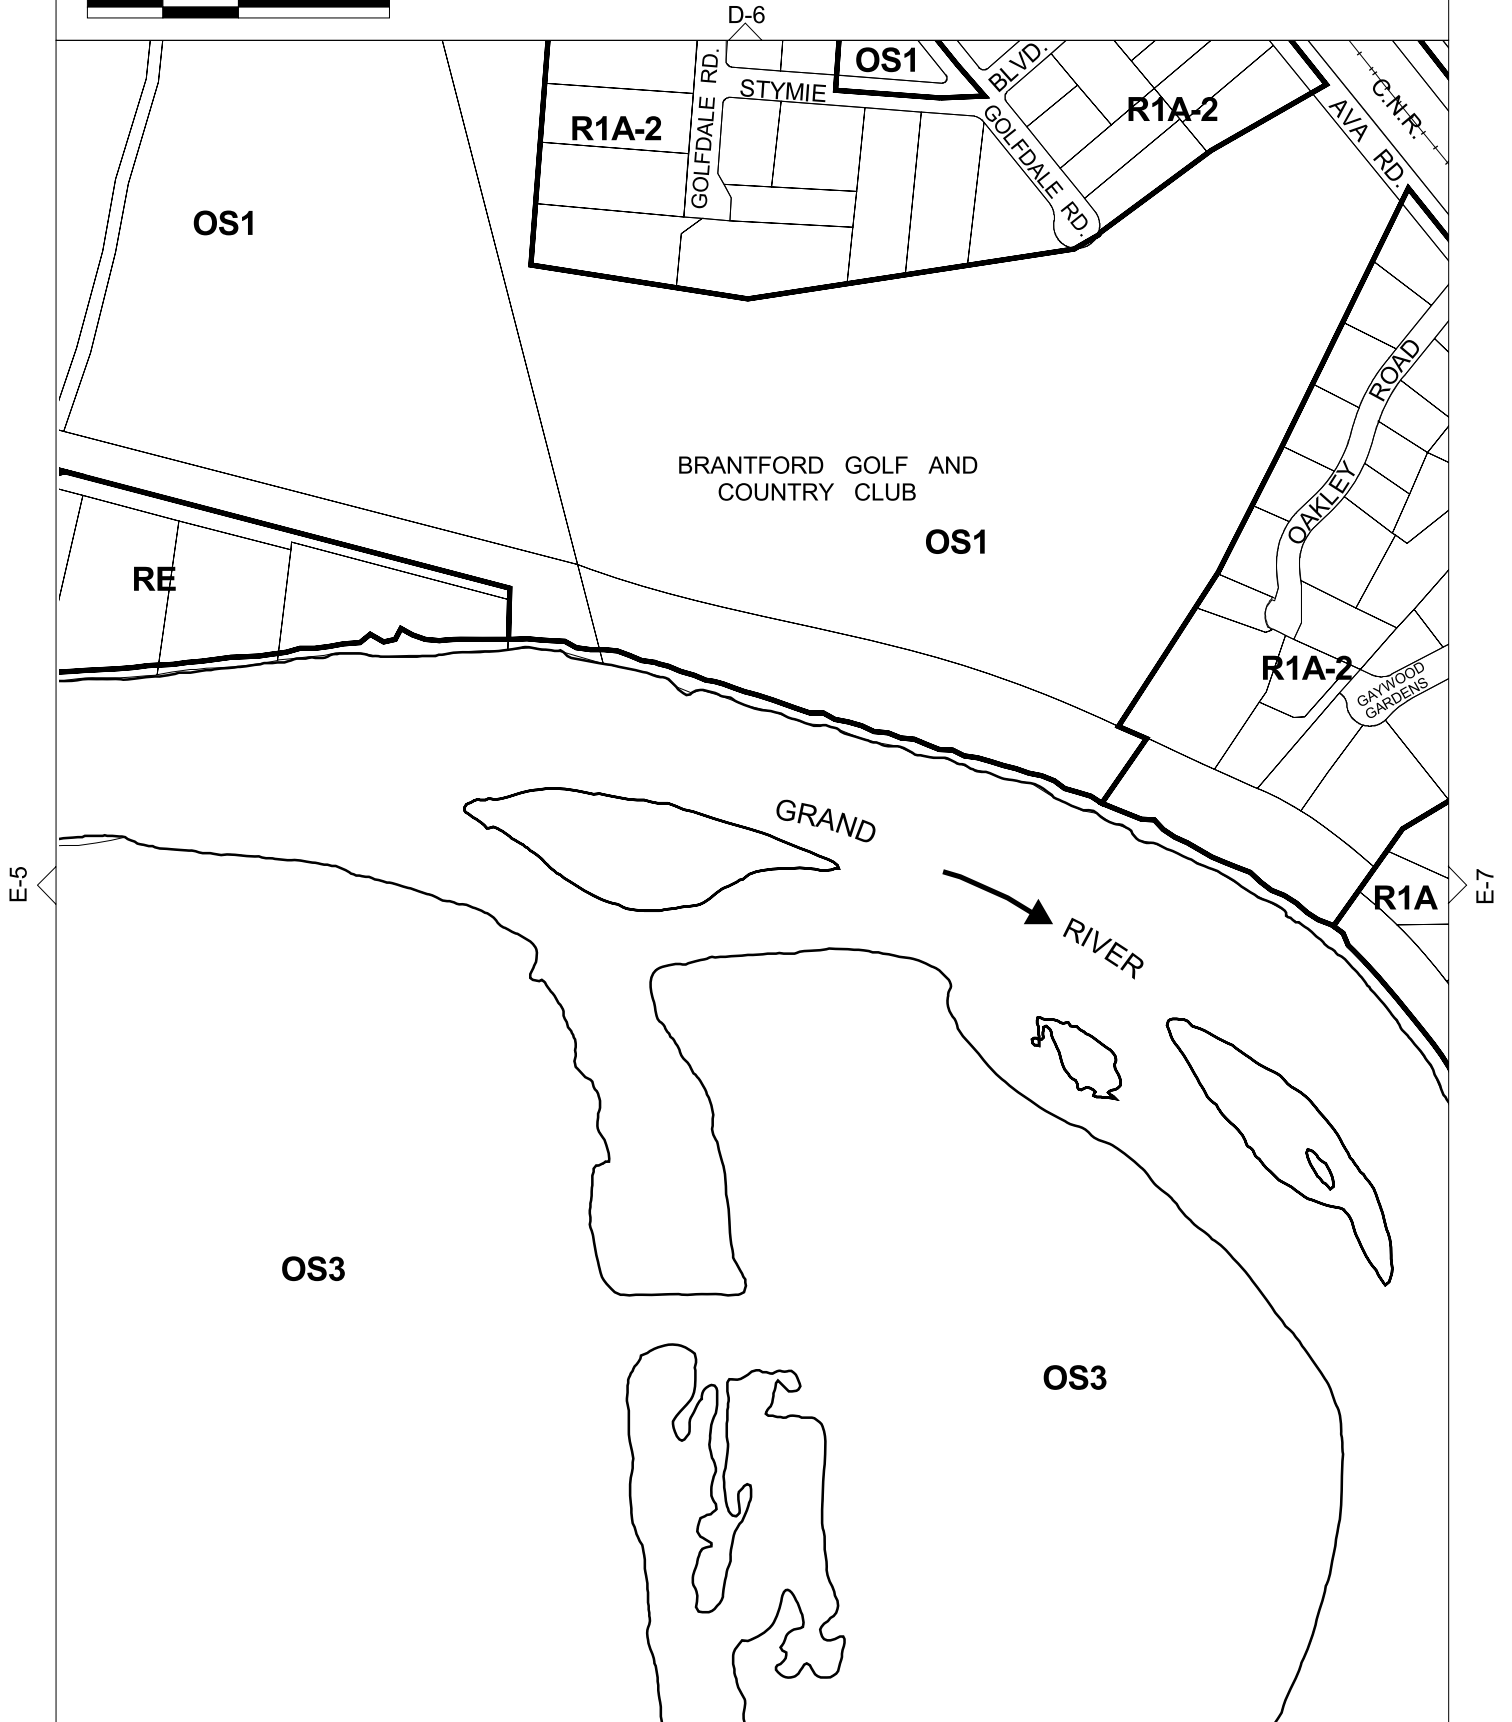 D-6
OS1
BLVD.
STYMIE
GOLFDALE RD.
R1A-2
GOLFDALE RD.
R1A-2
C.N.R.
AVA RD.
OS1
ROAD
OAKLEY
BRANTFORD GOLF AND
COUNTRY CLUB
OS1
RE
R1A-2
GAYWOOD
GARDENS
GRAND
RIVER
E-5
E-7
R1A
OS3
OS3